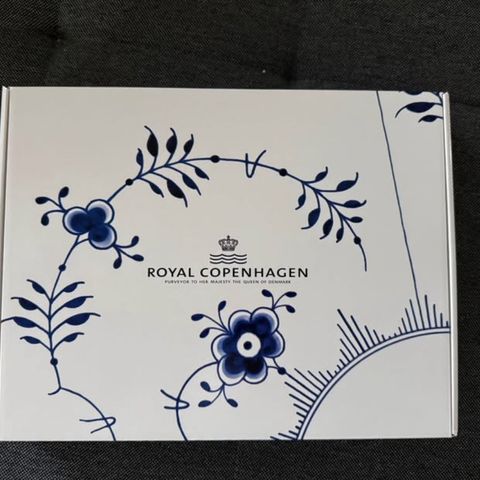 ROYAL COPENHAGEN
PURVEYOR TO HER MAJESTY THE QUEEN OF DENMARK